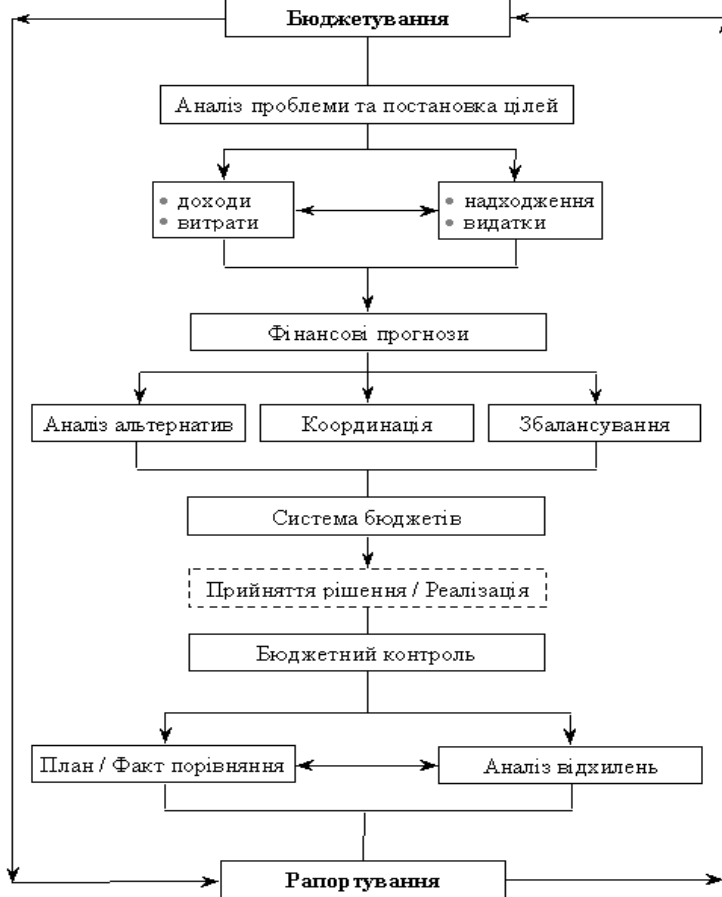 Бюджетування
Аналіз проблеми та постановка цілей
• доходи
• витрати
• надходження
• видатки
Фінансові прогнози
Аналіз альтернатив
Координація
Збалансування
Система бюджетів
Прийняття рішення / Реалізація
Бюджетний контроль
План / Факт порівняння
Аналіз відхилень
Рапортування